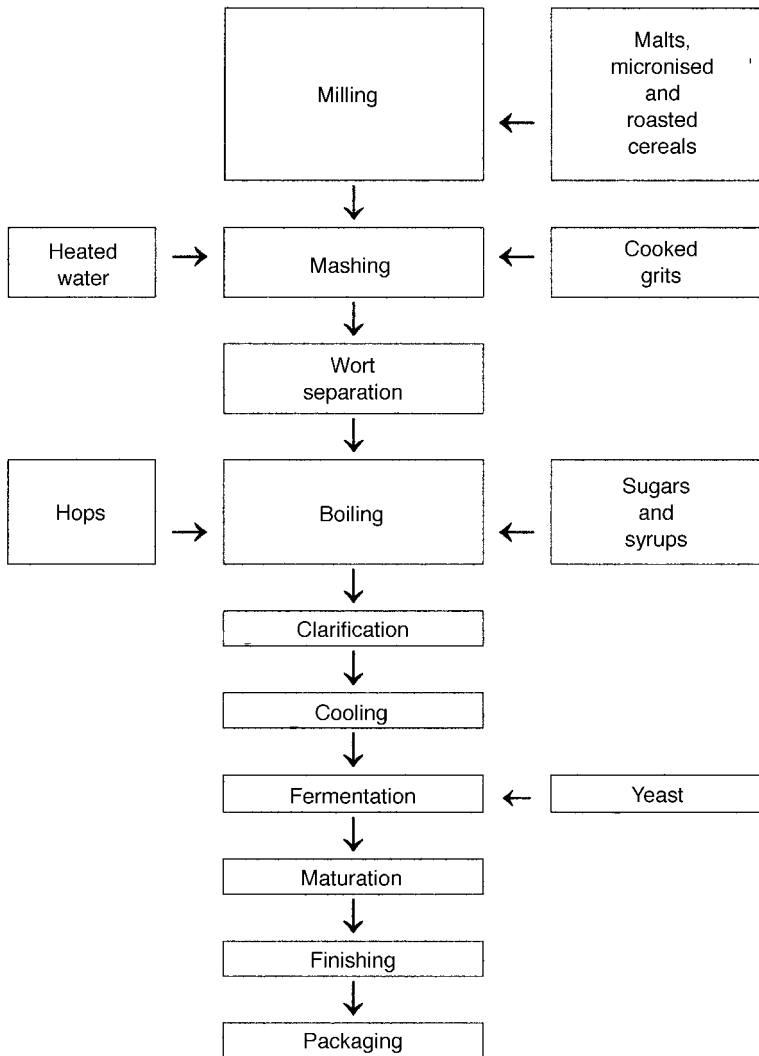 Milling
Malts,
micronised
and
roasted
cereals
Heated
water
Mashing
Cooked
grits
Wort
separation
Hops
Boiling
Sugars
and
syrups
Clarification
Cooling
Fermentation
Yeast
Maturation
Finishing
Packaging